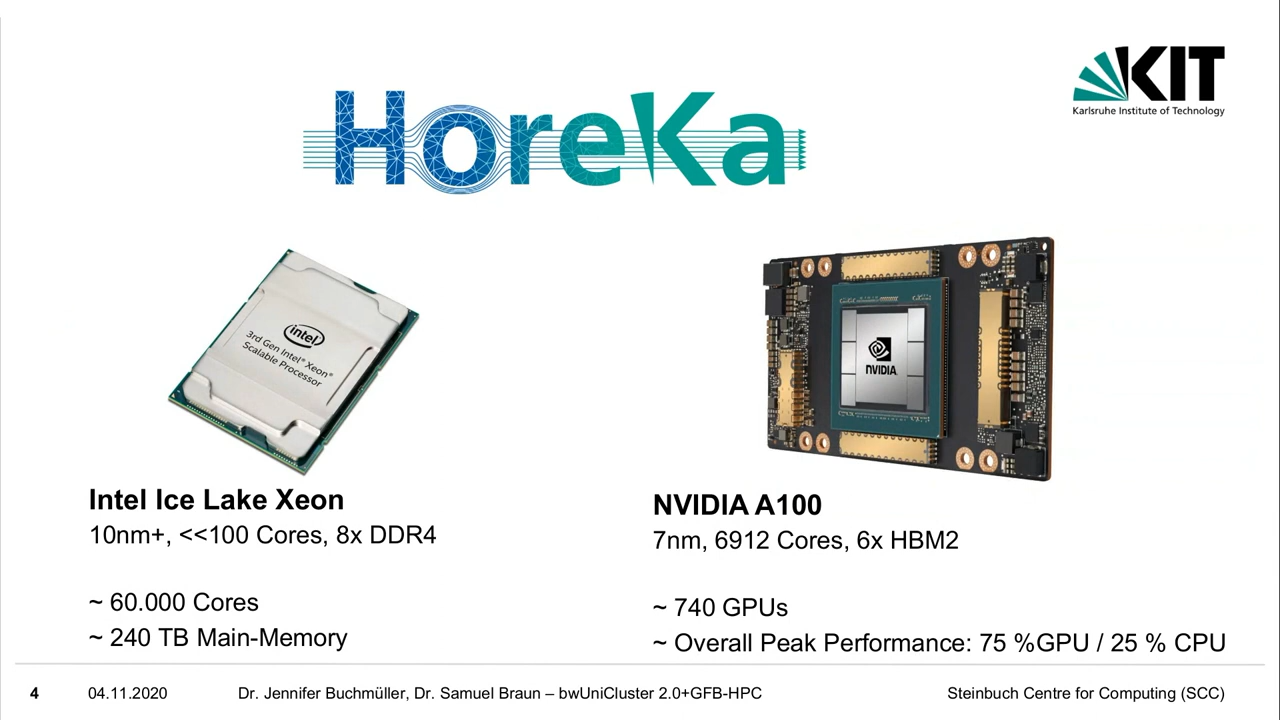 KIT
Karlsruhe Institute of Technology
HoreKa
intel
3rd Gen Intel® Xeon®
Scalable Processor
NVIDIA
Intel Ice Lake Xeon
10nm+, <<100 Cores, 8x DDR4
~ 60.000 Cores
~ 240 TB Main-Memory
NVIDIA A100
7nm, 6912 Cores, 6x HBM2
~ 740 GPUs
~ Overall Peak Performance: 75 %GPU / 25 % CPU
4 04.11.2020 Dr. Jennifer Buchmüller, Dr. Samuel Braun – bwUniCluster 2.0+GFB-HPC Steinbuch Centre for Computing (SCC)